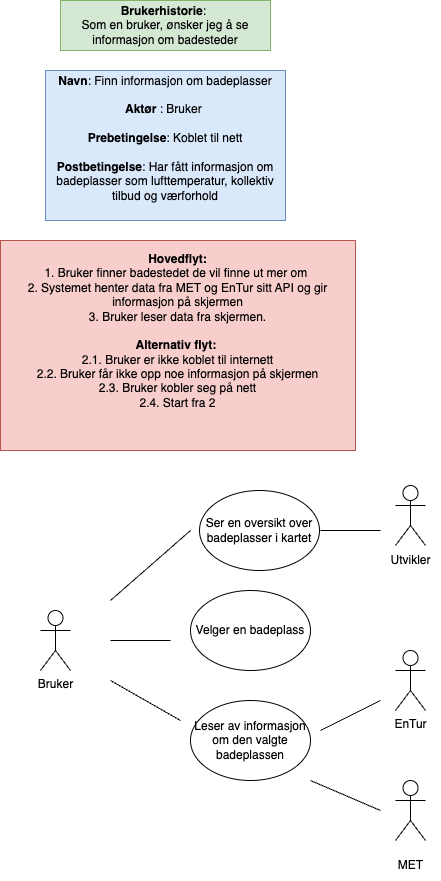 Brukerhistorie:
Som en bruker, ønsker jeg å se
informasjon om badesteder
Navn: Finn informasjon om badeplasser
Aktør : Bruker
Prebetingelse: Koblet til nett
Postbetingelse: Har fått informasjon om
badeplasser som lufttemperatur, kollektiv
tilbud og værforhold
Hovedflyt:
1. Bruker finner badestedet de vil finne ut mer om
2. Systemet henter data fra MET og EnTur sitt API og gir
informasjon på skjermen
3. Bruker leser data fra skjermen.
Alternativ flyt:
2.1. Bruker er ikke koblet til internett
2.2. Bruker får ikke opp noe informasjon på skjermen
2.3. Bruker kobler seg på nett
2.4. Start fra 2
Ser en oversikt over
badeplasser i kartet
Utvikler
Velger en badeplass
Bruker
Leser av informasjon
om den valgte
badeplassen
EnTur
MET